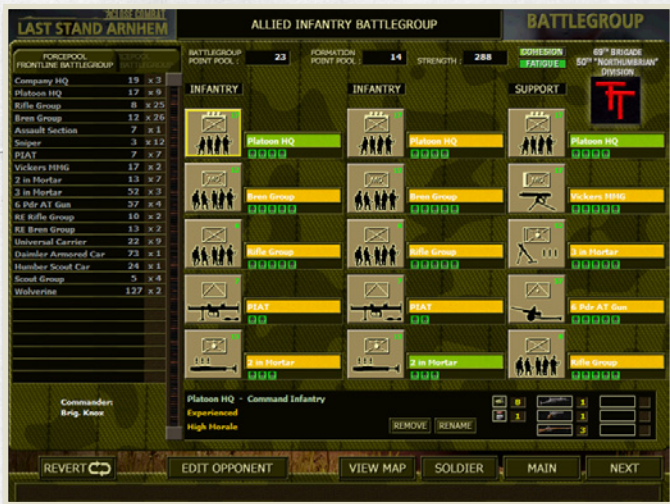 CLOSE COMBAT
LAST STAND ARNHEM
ALLIED INFANTRY BATTLEGROUP
BATTLEGROUP
FORCEPOOL
FRONTLINE BATTLEGROUP
BATTLEGROUP
POINT POOL : 23
FORMATION
POINT POOL : 14
STRENGTH : 288
COHESION
FATIGUE
69TH BRIGADE
50TH "NORTHUMBRIAN"
DIVISION
Company HQ 19 x 3
Platoon HQ 17 x 9
Rifle Group 8 x 25
Bren Group 12 x 26
Assault Section 7 x 1
Sniper 3 x 12
PIAT 7 x 7
Vickers MMG 17 x 2
2 in Mortar 13 x 7
3 in Mortar 52 x 3
6 Pdr AT Gun 37 x 4
RE Rifle Group 10 x 2
RE Bren Group 13 x 2
Universal Carrier 22 x 9
Daimler Armored Car 73 x 1
Humber Scout Car 24 x 1
Scout Group 5 x 4
Wolverine 127 x 2
INFANTRY
INFANTRY
SUPPORT
Platoon HQ
Platoon HQ
Platoon HQ
Bren Group
Bren Group
Vickers MMG
Rifle Group
Rifle Group
3 in Mortar
PIAT
PIAT
6 Pdr AT Gun
2 in Mortar
2 in Mortar
Rifle Group
Commander:
Brig. Knox
Platoon HQ - Command Infantry
Experienced
High Morale
REMOVE
RENAME
8
1
1
1
3
REVERT
EDIT OPPONENT
VIEW MAP
SOLDIER
MAIN
NEXT